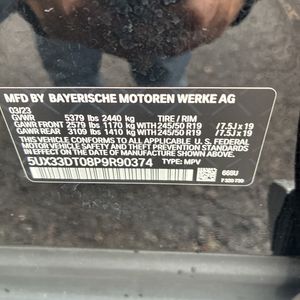 MFD BY BAYERISCHE MOTOREN WERKE AG
03/23
GVWR 5379 lbs 2440 kg TIRE / RIM
GAWR FRONT 2579 lbs 1170 kg WITH 245/50 R19 / 7.5J x 19
GAWR REAR 3109 lbs 1410 kg WITH 245/50 R19 / 7.5J x 19
THIS VEHICLE CONFORMS TO ALL APPLICABLE U. S. FEDERAL
MOTOR VEHICLE SAFETY, BUMPER, AND THEFT
PREVENTION STANDARDS IN EFFECT ON THE DATE OF
MANUFACTURE SHOWN ABOVE.
5UX33DT08P9R90374 TYPE: MPV